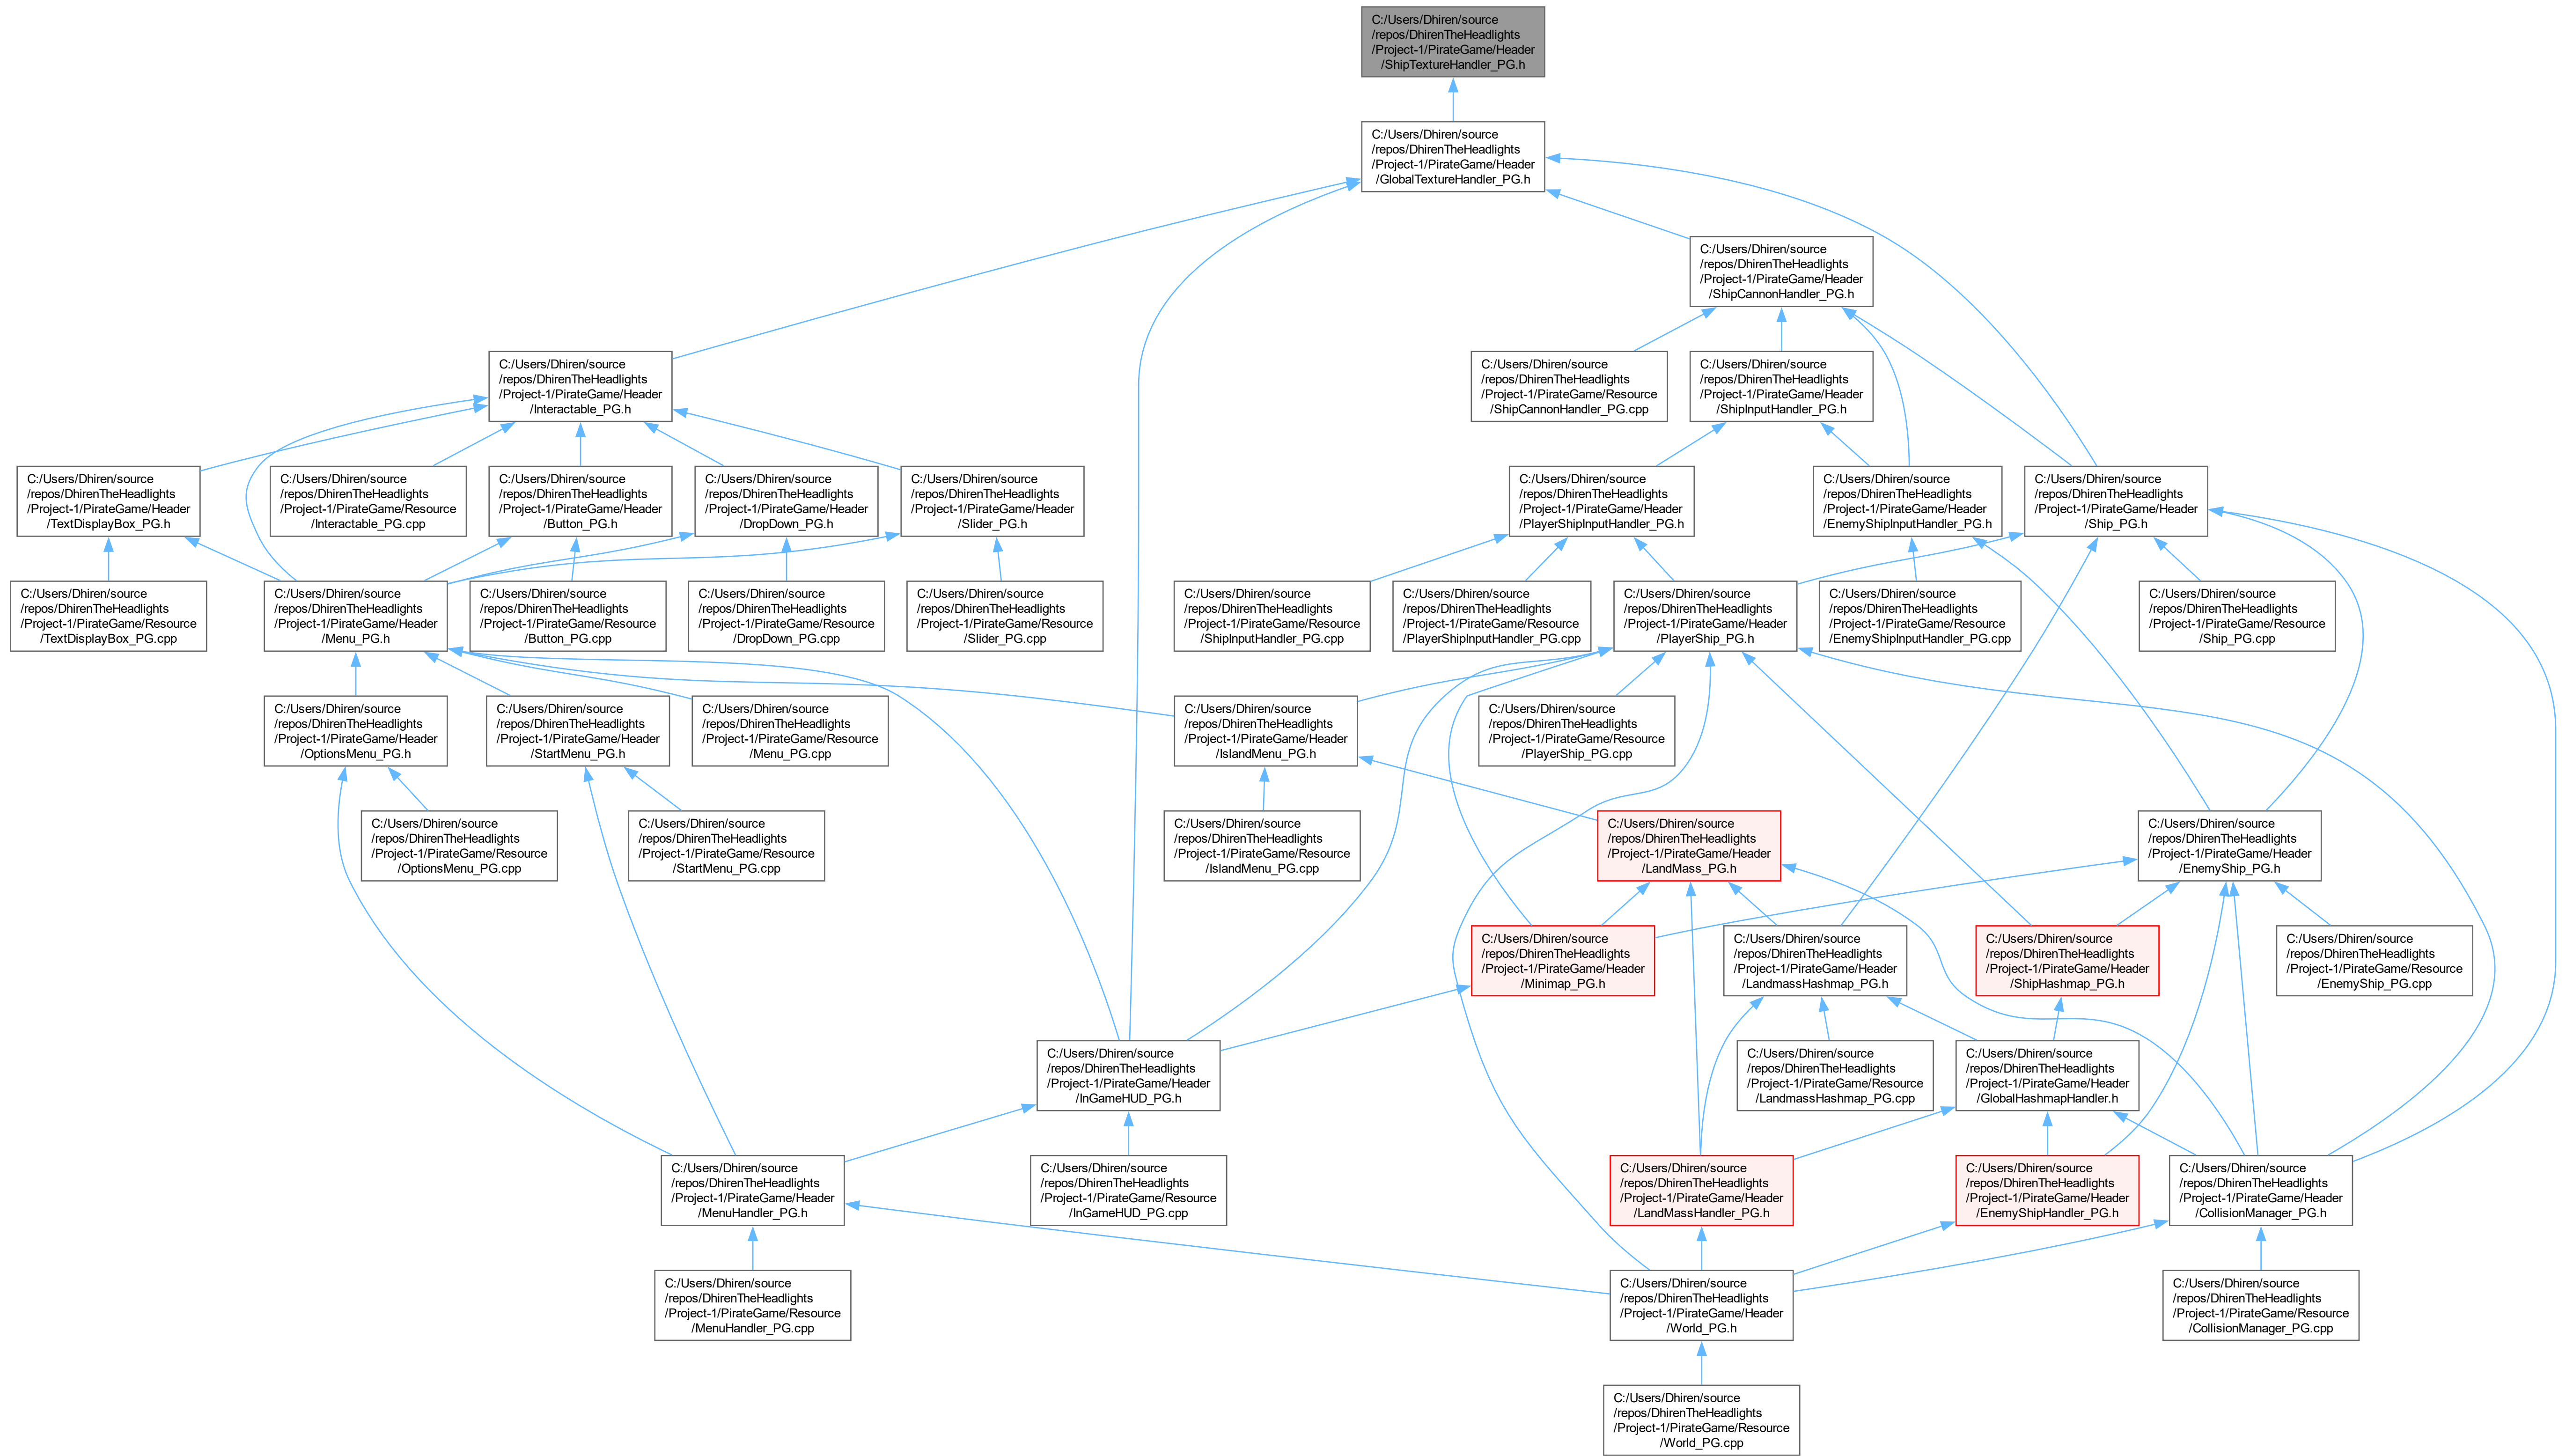 C:/Users/Dhiren/source
/repos/DhirenTheHeadlights
/Project-1/PirateGame/Header
/ShipTextureHandler_PG.h
C:/Users/Dhiren/source
/repos/DhirenTheHeadlights
/Project-1/PirateGame/Header
/GlobalTextureHandler_PG.h
C:/Users/Dhiren/source
/repos/DhirenTheHeadlights
/Project-1/PirateGame/Header
/ShipCannonHandler_PG.h
C:/Users/Dhiren/source
/repos/DhirenTheHeadlights
/Project-1/PirateGame/Header
/Interactable_PG.h
C:/Users/Dhiren/source
/repos/DhirenTheHeadlights
/Project-1/PirateGame/Resource
/ShipCannonHandler_PG.cpp
C:/Users/Dhiren/source
/repos/DhirenTheHeadlights
/Project-1/PirateGame/Header
/ShipInputHandler_PG.h
C:/Users/Dhiren/source
/repos/DhirenTheHeadlights
/Project-1/PirateGame/Header
/TextDisplayBox_PG.h
C:/Users/Dhiren/source
/repos/DhirenTheHeadlights
/Project-1/PirateGame/Resource
/Interactable_PG.cpp
C:/Users/Dhiren/source
/repos/DhirenTheHeadlights
/Project-1/PirateGame/Header
/Button_PG.h
C:/Users/Dhiren/source
/repos/DhirenTheHeadlights
/Project-1/PirateGame/Header
/DropDown_PG.h
C:/Users/Dhiren/source
/repos/DhirenTheHeadlights
/Project-1/PirateGame/Header
/Slider_PG.h
C:/Users/Dhiren/source
/repos/DhirenTheHeadlights
/Project-1/PirateGame/Header
/PlayerShipInputHandler_PG.h
C:/Users/Dhiren/source
/repos/DhirenTheHeadlights
/Project-1/PirateGame/Header
/EnemyShipInputHandler_PG.h
C:/Users/Dhiren/source
/repos/DhirenTheHeadlights
/Project-1/PirateGame/Header
/Ship_PG.h
C:/Users/Dhiren/source
/repos/DhirenTheHeadlights
/Project-1/PirateGame/Resource
/TextDisplayBox_PG.cpp
C:/Users/Dhiren/source
/repos/DhirenTheHeadlights
/Project-1/PirateGame/Header
/Menu_PG.h
C:/Users/Dhiren/source
/repos/DhirenTheHeadlights
/Project-1/PirateGame/Resource
/Button_PG.cpp
C:/Users/Dhiren/source
/repos/DhirenTheHeadlights
/Project-1/PirateGame/Resource
/DropDown_PG.cpp
C:/Users/Dhiren/source
/repos/DhirenTheHeadlights
/Project-1/PirateGame/Resource
/Slider_PG.cpp
C:/Users/Dhiren/source
/repos/DhirenTheHeadlights
/Project-1/PirateGame/Resource
/ShipInputHandler_PG.cpp
C:/Users/Dhiren/source
/repos/DhirenTheHeadlights
/Project-1/PirateGame/Resource
/PlayerShipInputHandler_PG.cpp
C:/Users/Dhiren/source
/repos/DhirenTheHeadlights
/Project-1/PirateGame/Header
/PlayerShip_PG.h
C:/Users/Dhiren/source
/repos/DhirenTheHeadlights
/Project-1/PirateGame/Resource
/EnemyShipInputHandler_PG.cpp
C:/Users/Dhiren/source
/repos/DhirenTheHeadlights
/Project-1/PirateGame/Resource
/Ship_PG.cpp
C:/Users/Dhiren/source
/repos/DhirenTheHeadlights
/Project-1/PirateGame/Header
/OptionsMenu_PG.h
C:/Users/Dhiren/source
/repos/DhirenTheHeadlights
/Project-1/PirateGame/Header
/StartMenu_PG.h
C:/Users/Dhiren/source
/repos/DhirenTheHeadlights
/Project-1/PirateGame/Resource
/Menu_PG.cpp
C:/Users/Dhiren/source
/repos/DhirenTheHeadlights
/Project-1/PirateGame/Header
/IslandMenu_PG.h
C:/Users/Dhiren/source
/repos/DhirenTheHeadlights
/Project-1/PirateGame/Resource
/PlayerShip_PG.cpp
C:/Users/Dhiren/source
/repos/DhirenTheHeadlights
/Project-1/PirateGame/Resource
/OptionsMenu_PG.cpp
C:/Users/Dhiren/source
/repos/DhirenTheHeadlights
/Project-1/PirateGame/Resource
/StartMenu_PG.cpp
C:/Users/Dhiren/source
/repos/DhirenTheHeadlights
/Project-1/PirateGame/Resource
/IslandMenu_PG.cpp
C:/Users/Dhiren/source
/repos/DhirenTheHeadlights
/Project-1/PirateGame/Header
/LandMass_PG.h
C:/Users/Dhiren/source
/repos/DhirenTheHeadlights
/Project-1/PirateGame/Header
/EnemyShip_PG.h
C:/Users/Dhiren/source
/repos/DhirenTheHeadlights
/Project-1/PirateGame/Header
/Minimap_PG.h
C:/Users/Dhiren/source
/repos/DhirenTheHeadlights
/Project-1/PirateGame/Header
/LandmassHashmap_PG.h
C:/Users/Dhiren/source
/repos/DhirenTheHeadlights
/Project-1/PirateGame/Header
/ShipHashmap_PG.h
C:/Users/Dhiren/source
/repos/DhirenTheHeadlights
/Project-1/PirateGame/Resource
/EnemyShip_PG.cpp
C:/Users/Dhiren/source
/repos/DhirenTheHeadlights
/Project-1/PirateGame/Header
/InGameHUD_PG.h
C:/Users/Dhiren/source
/repos/DhirenTheHeadlights
/Project-1/PirateGame/Resource
/LandmassHashmap_PG.cpp
C:/Users/Dhiren/source
/repos/DhirenTheHeadlights
/Project-1/PirateGame/Header
/GlobalHashmapHandler.h
C:/Users/Dhiren/source
/repos/DhirenTheHeadlights
/Project-1/PirateGame/Header
/MenuHandler_PG.h
C:/Users/Dhiren/source
/repos/DhirenTheHeadlights
/Project-1/PirateGame/Resource
/InGameHUD_PG.cpp
C:/Users/Dhiren/source
/repos/DhirenTheHeadlights
/Project-1/PirateGame/Header
/LandMassHandler_PG.h
C:/Users/Dhiren/source
/repos/DhirenTheHeadlights
/Project-1/PirateGame/Header
/EnemyShipHandler_PG.h
C:/Users/Dhiren/source
/repos/DhirenTheHeadlights
/Project-1/PirateGame/Header
/CollisionManager_PG.h
C:/Users/Dhiren/source
/repos/DhirenTheHeadlights
/Project-1/PirateGame/Resource
/MenuHandler_PG.cpp
C:/Users/Dhiren/source
/repos/DhirenTheHeadlights
/Project-1/PirateGame/Header
/World_PG.h
C:/Users/Dhiren/source
/repos/DhirenTheHeadlights
/Project-1/PirateGame/Resource
/CollisionManager_PG.cpp
C:/Users/Dhiren/source
/repos/DhirenTheHeadlights
/Project-1/PirateGame/Resource
/World_PG.cpp